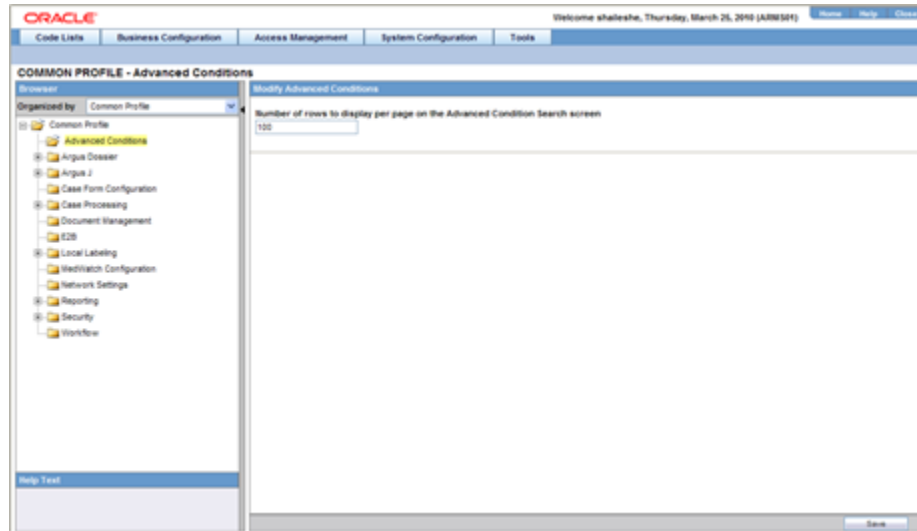 ORACLE
Welcome shaileshe, Thursday, March 25, 2010 (ARMS01)
Home Help Close
Code Lists Business Configuration Access Management System Configuration Tools
COMMON PROFILE - Advanced Conditions
Browser
Organized by Common Profile
Common Profile
Advanced Conditions
Argus Dossier
Argus J
Case Form Configuration
Case Processing
Document Management
E2B
Local Labeling
MedWatch Configuration
Network Settings
Reporting
Security
Workflow
Help Text
Modify Advanced Conditions
Number of rows to display per page on the Advanced Condition Search screen
100
Save